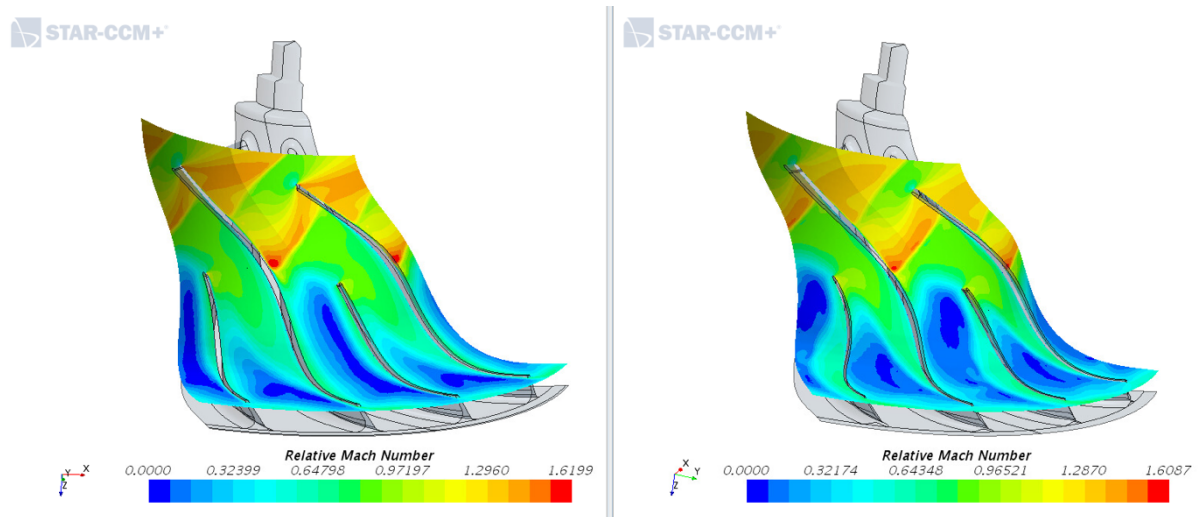 STAR-CCM+
Relative Mach Number
0.0000 0.32399 0.64798 0.97197 1.2960 1.6199
X
Y
Z
STAR-CCM+
Relative Mach Number
0.0000 0.32174 0.64348 0.96521 1.2870 1.6087
X
Y
Z